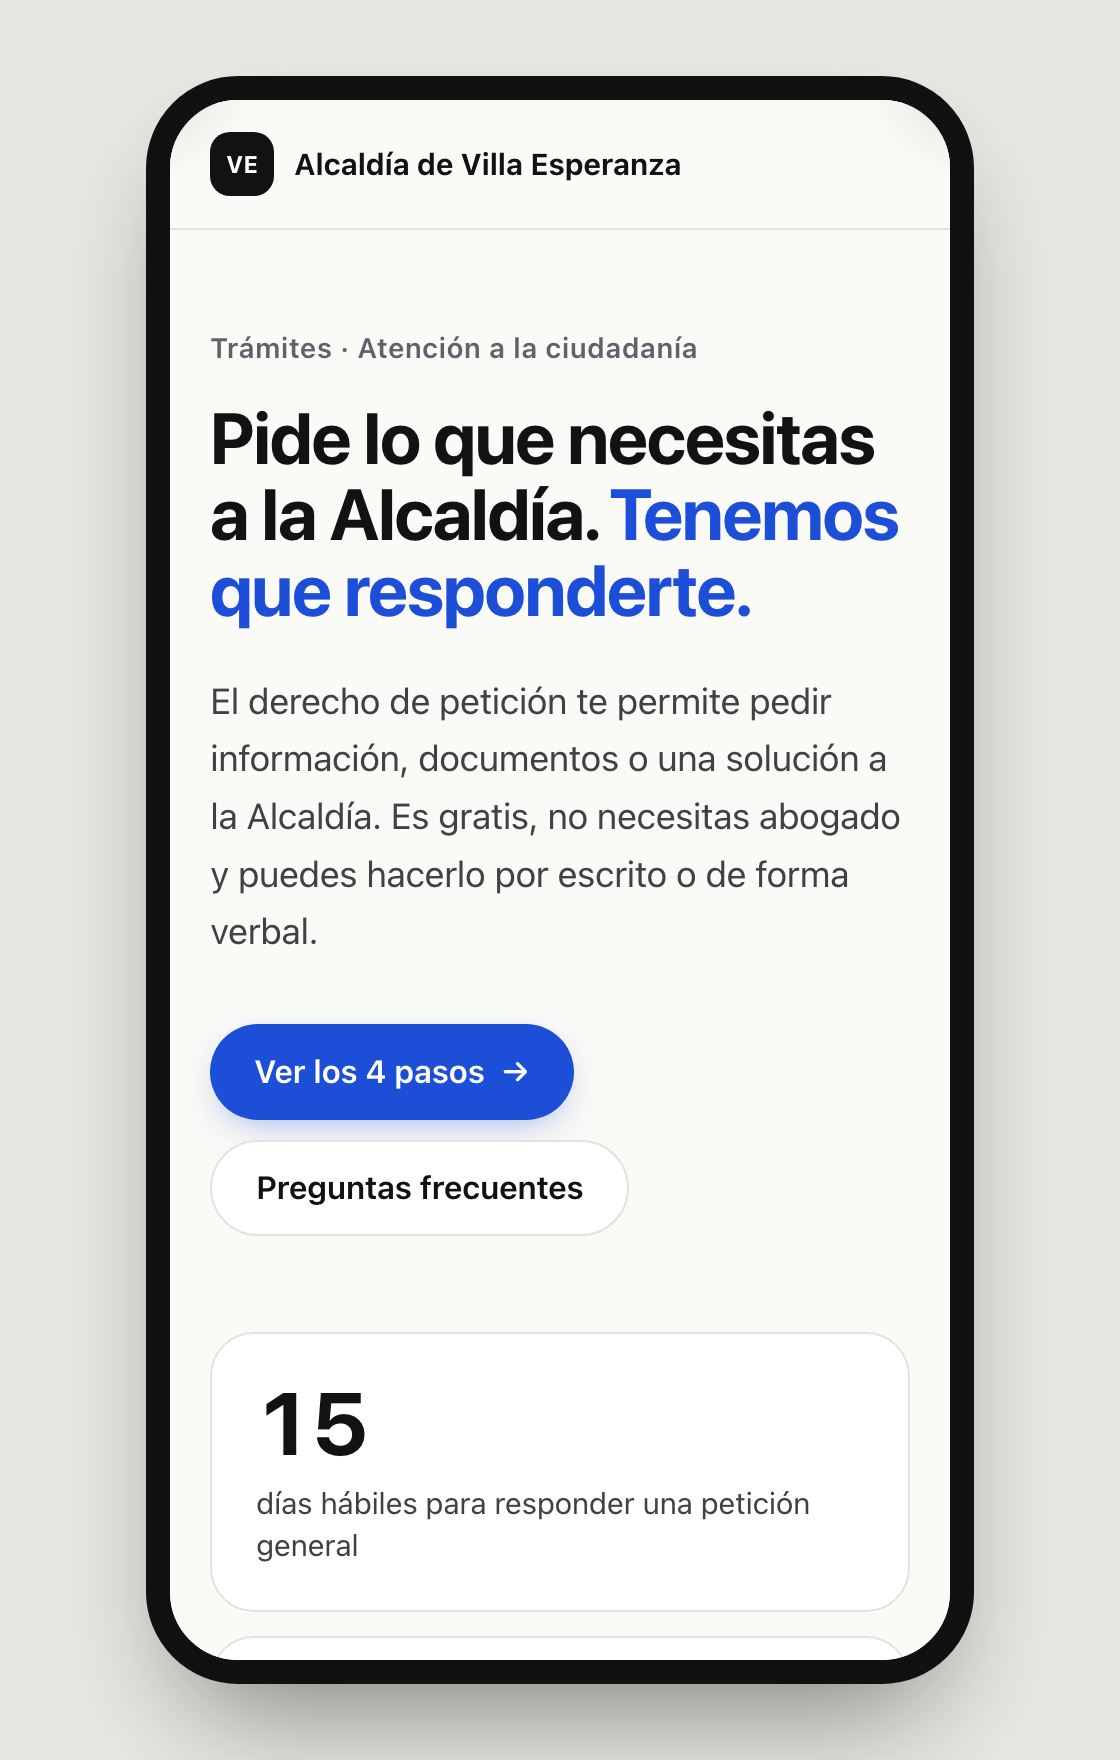 VE
Alcaldía de Villa Esperanza
Trámites · Atención a la ciudadanía
Pide lo que necesitas
a la Alcaldía. Tenemos
que responderte.
El derecho de petición te permite pedir
información, documentos o una solución a
la Alcaldía. Es gratis, no necesitas abogado
y puedes hacerlo por escrito o de forma
verbal.
Ver los 4 pasos →
Preguntas frecuentes
15
días hábiles para responder una petición
general